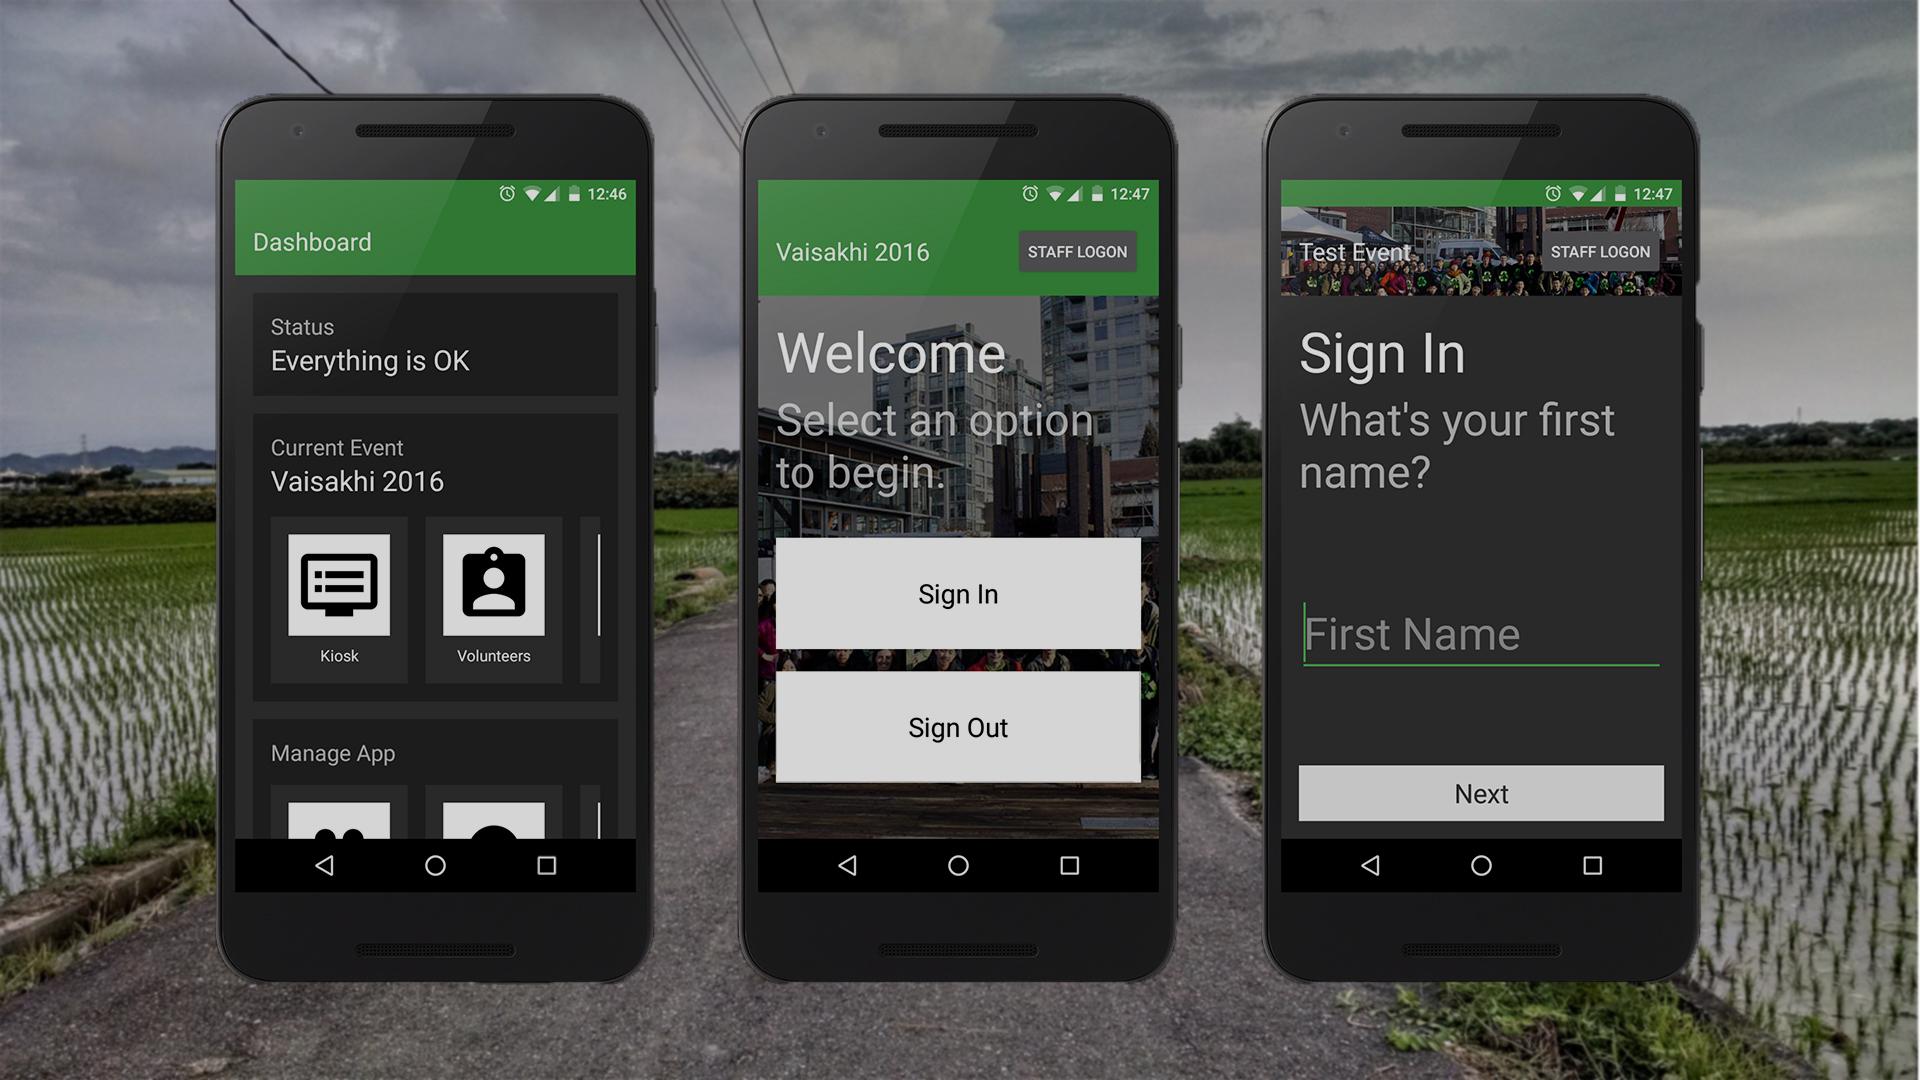 12:46
Dashboard
Status
Everything is OK
Current Event
Vaisakhi 2016
Kiosk
Volunteers
Manage App
12:47
Vaisakhi 2016
STAFF LOGON
Welcome
Select an option
to begin.
Sign In
Sign Out
12:47
Test Event
STAFF LOGON
Sign In
What's your first
name?
First Name
Next